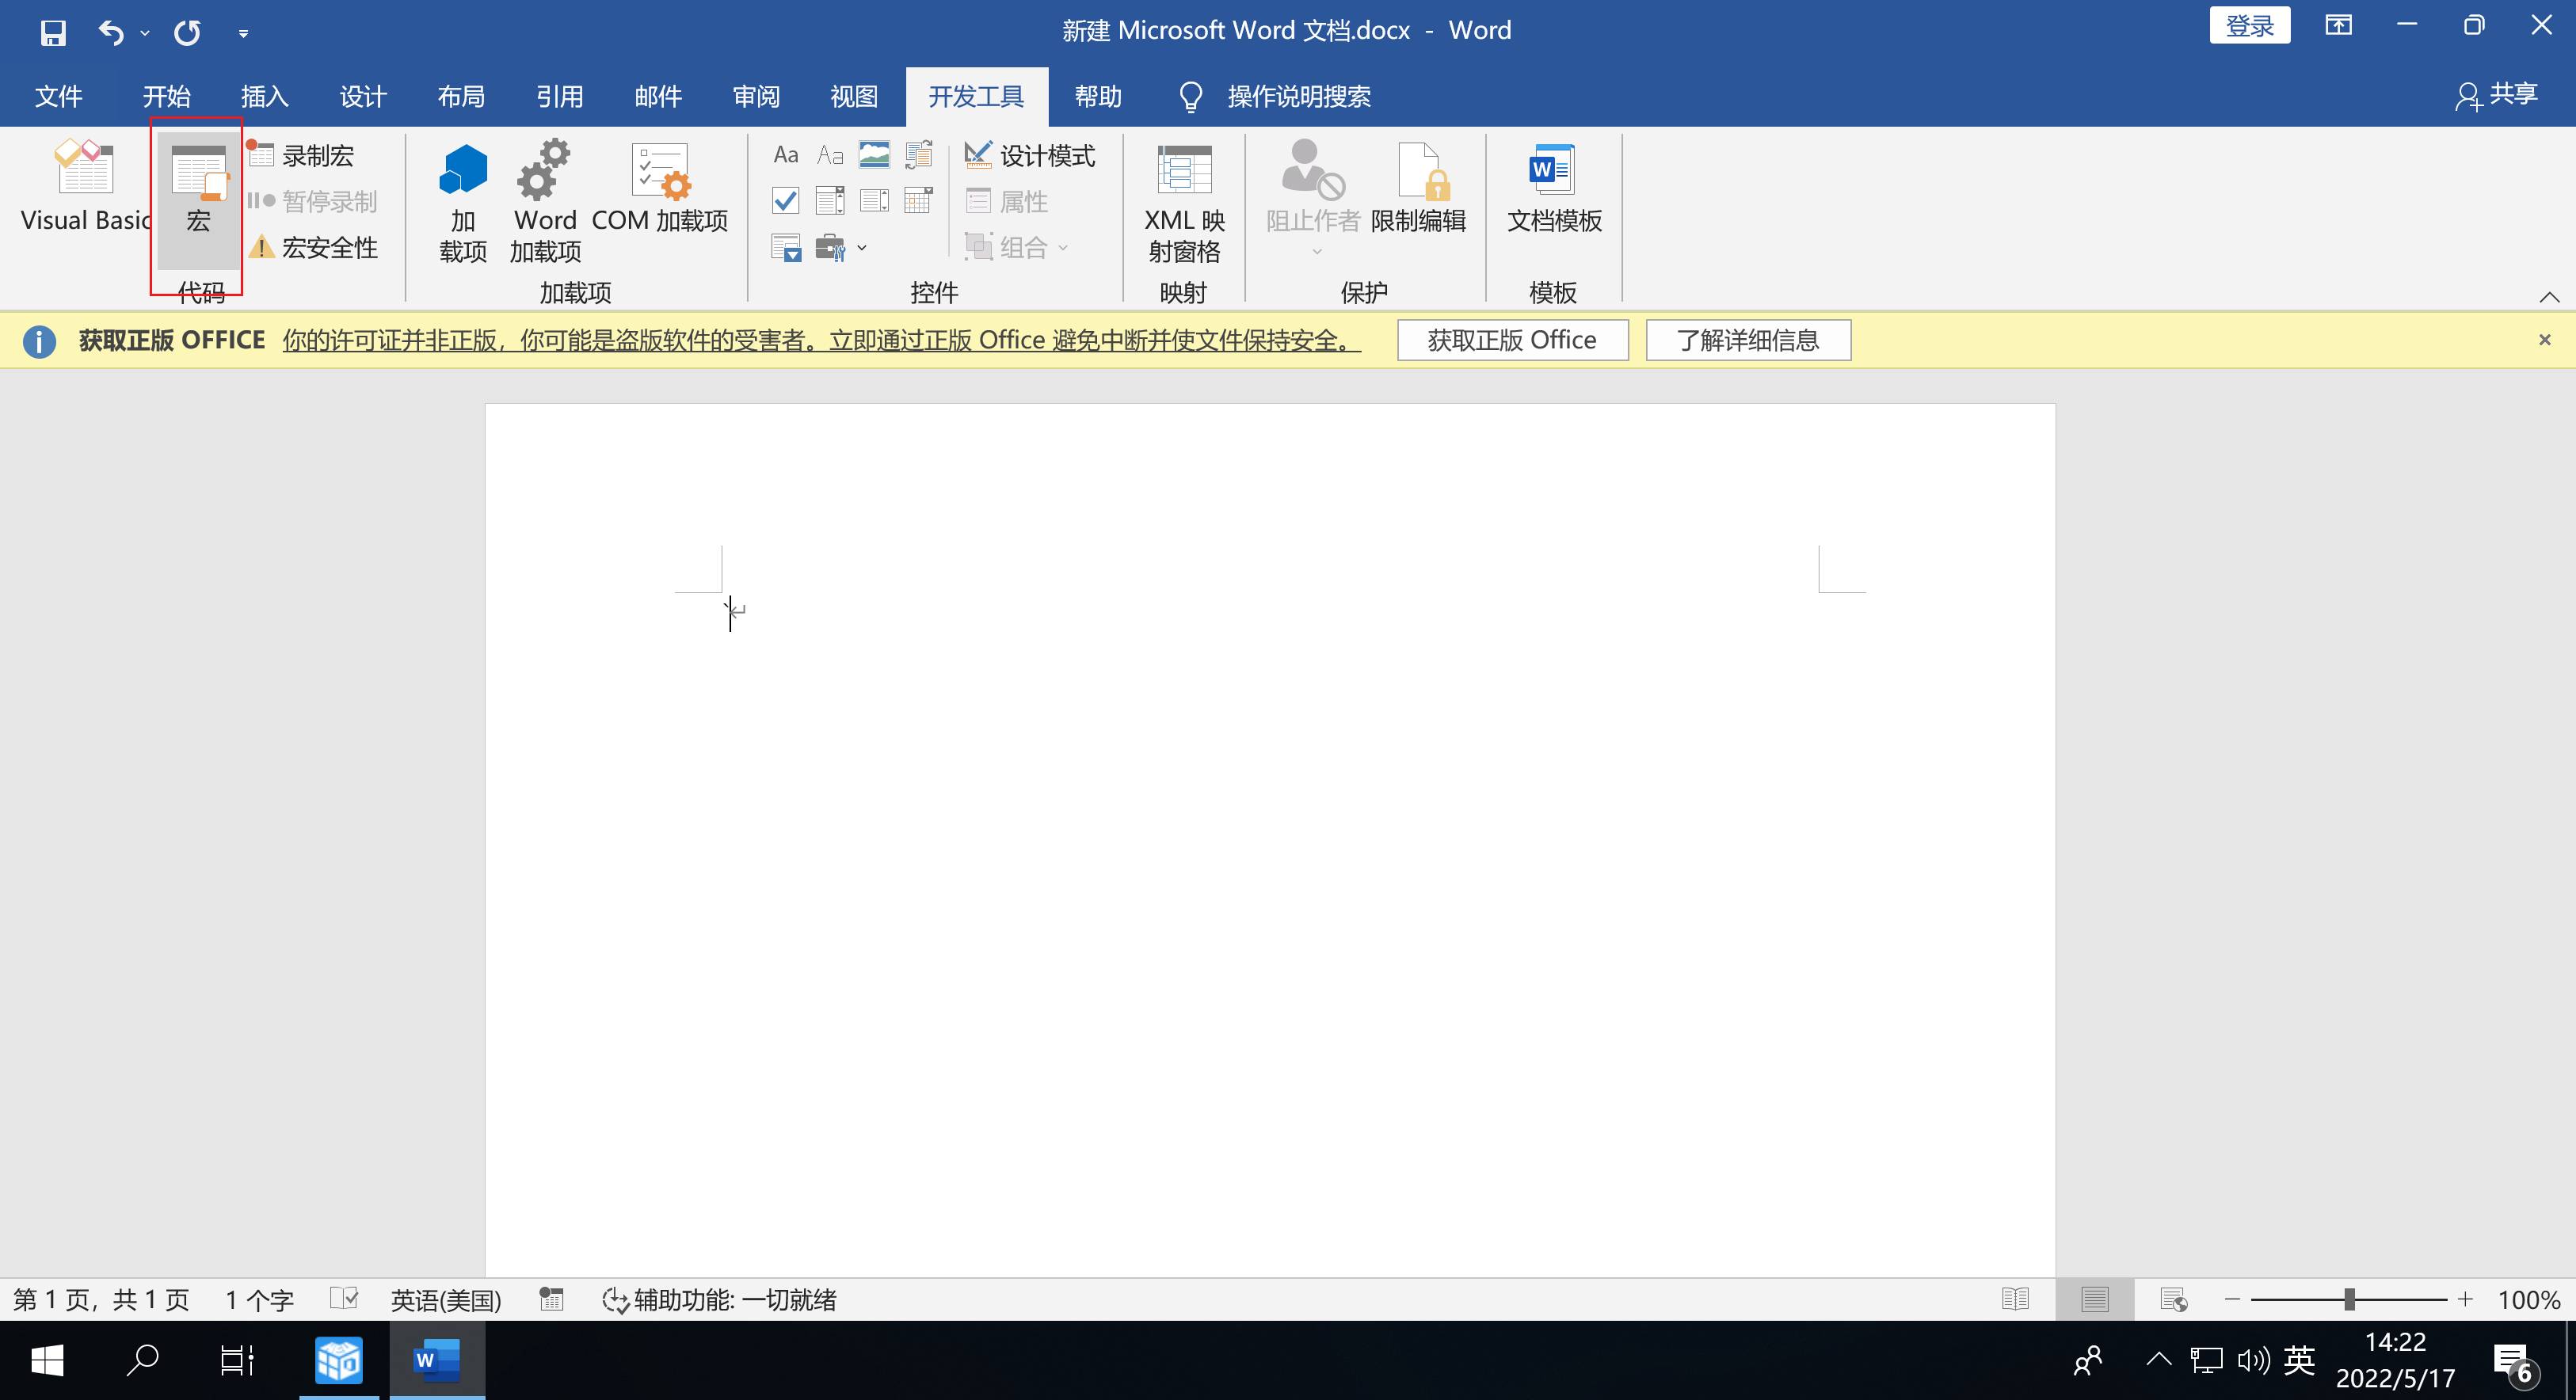 新建 Microsoft Word 文档.docx - Word
登录
文件 开始 插入 设计 布局 引用 邮件 审阅 视图 开发工具 帮助 操作说明搜索 共享
Visual Basic
宏
录制宏
暂停录制
宏安全性
代码
加
载项
Word
加载项
COM 加载项
加载项
Aa Aa
设计模式
属性
组合
控件
XML 映
射窗格
映射
阻止作者
限制编辑
保护
文档模板
模板
获取正版 OFFICE 你的许可证并非正版，你可能是盗版软件的受害者。立即通过正版 Office 避免中断并使文件保持安全。 获取正版 Office 了解详细信息
`
第 1 页，共 1 页 1 个字 英语(美国) 辅助功能: 一切就绪 100%
英
14:22
2022/5/17
6